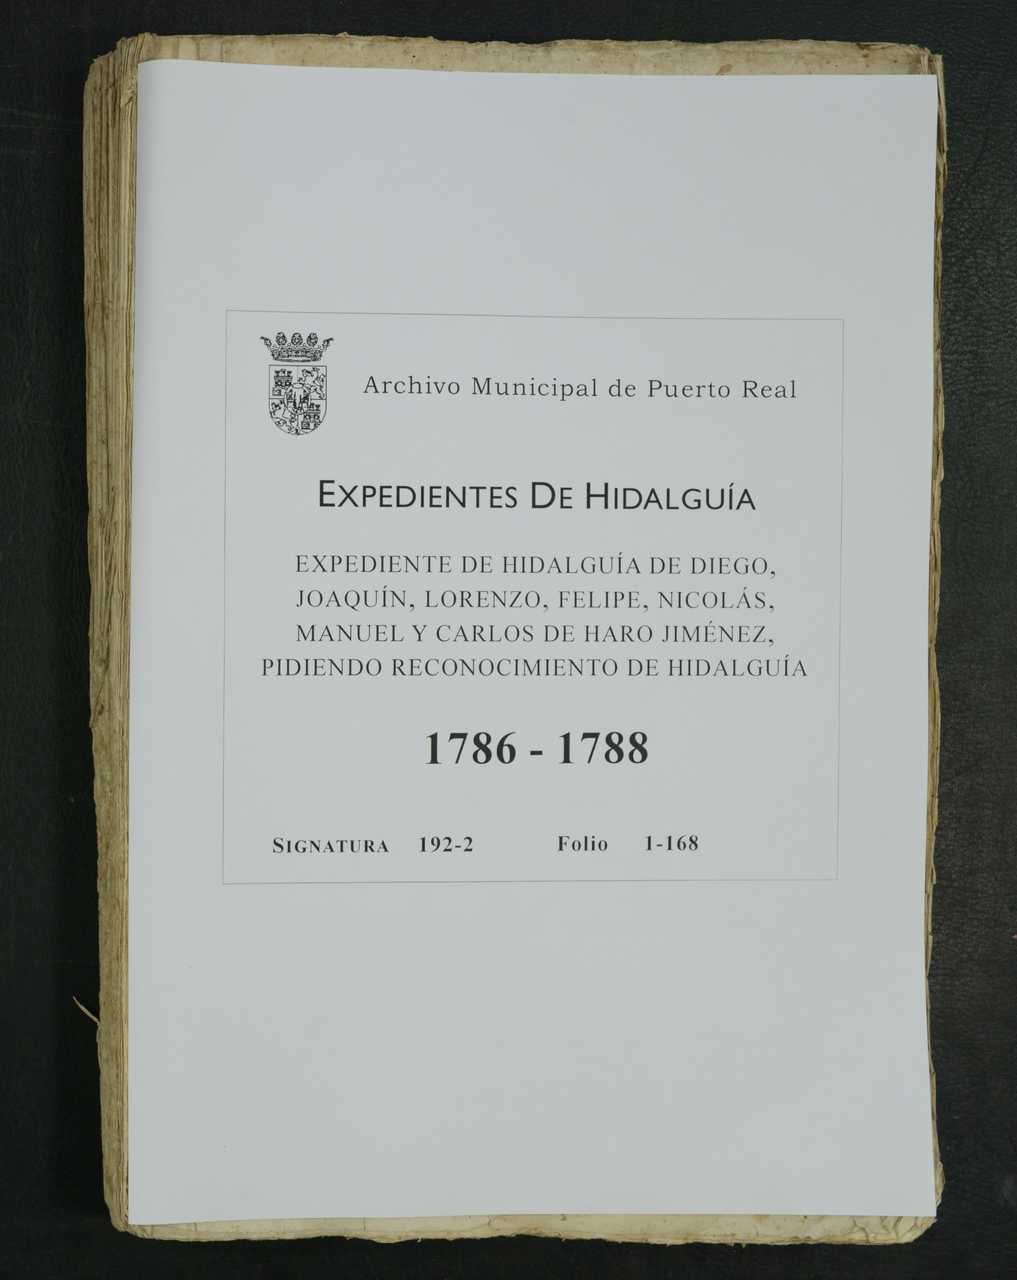 Archivo Municipal de Puerto Real
EXPEDIENTES DE HIDALGUÍA
EXPEDIENTE DE HIDALGUÍA DE DIEGO,
JOAQUÍN, LORENZO, FELIPE, NICOLÁS,
MANUEL Y CARLOS DE HARO JIMÉNEZ,
PIDIENDO RECONOCIMIENTO DE HIDALGUÍA
1786 - 1788
SIGNATURA 192-2 Folio 1-168